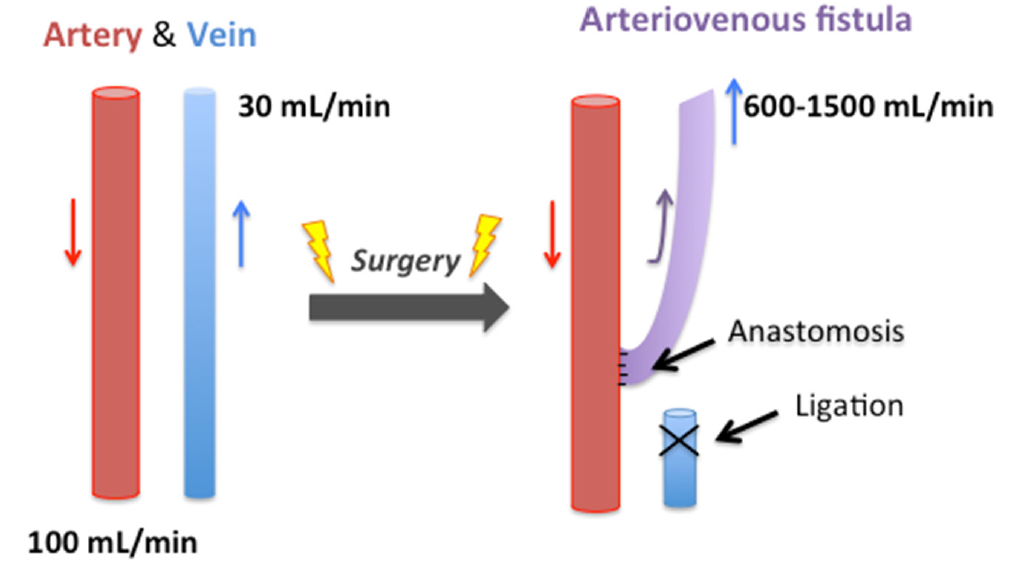 Artery & Vein
30 mL/min
100 mL/min
Surgery
Arteriovenous fistula
600-1500 mL/min
Anastomosis
Ligation